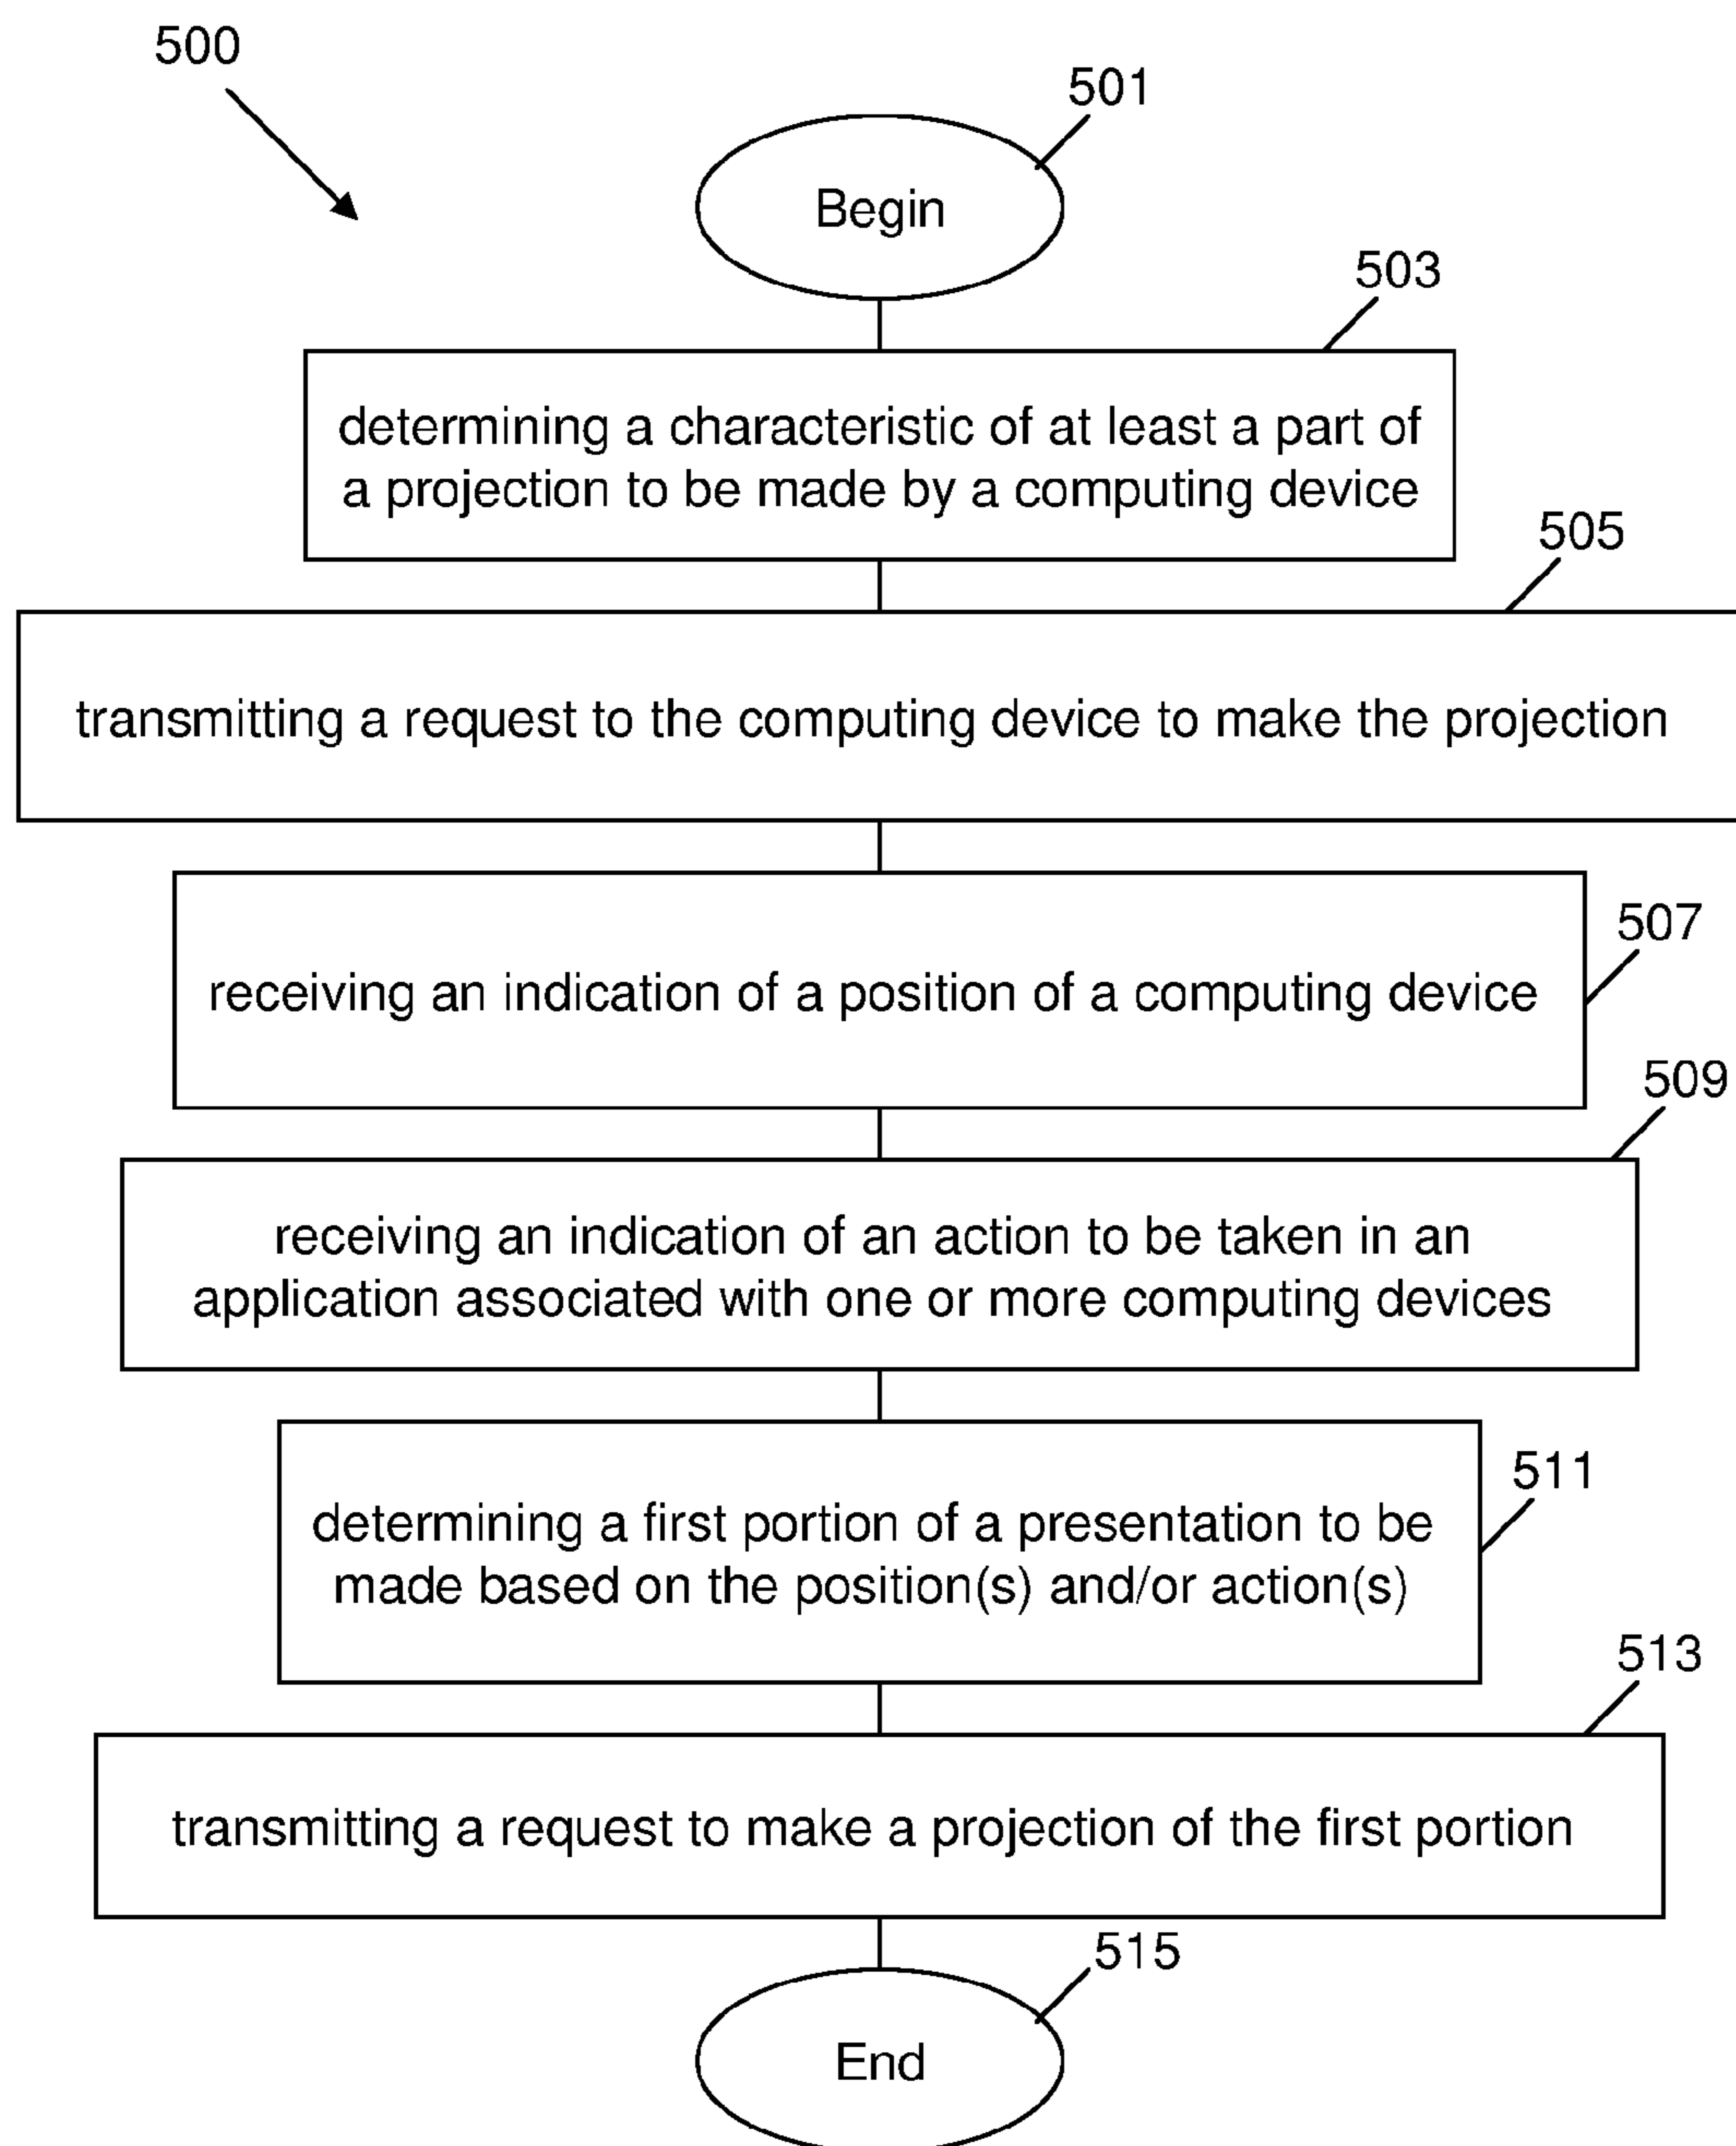 500
501
Begin
503
determining a characteristic of at least a part of
a projection to be made by a computing device
505
transmitting a request to the computing device to make the projection
507
receiving an indication of a position of a computing device
509
receiving an indication of an action to be taken in an
application associated with one or more computing devices
511
determining a first portion of a presentation to be
made based on the position(s) and/or action(s)
513
transmitting a request to make a projection of the first portion
515
End